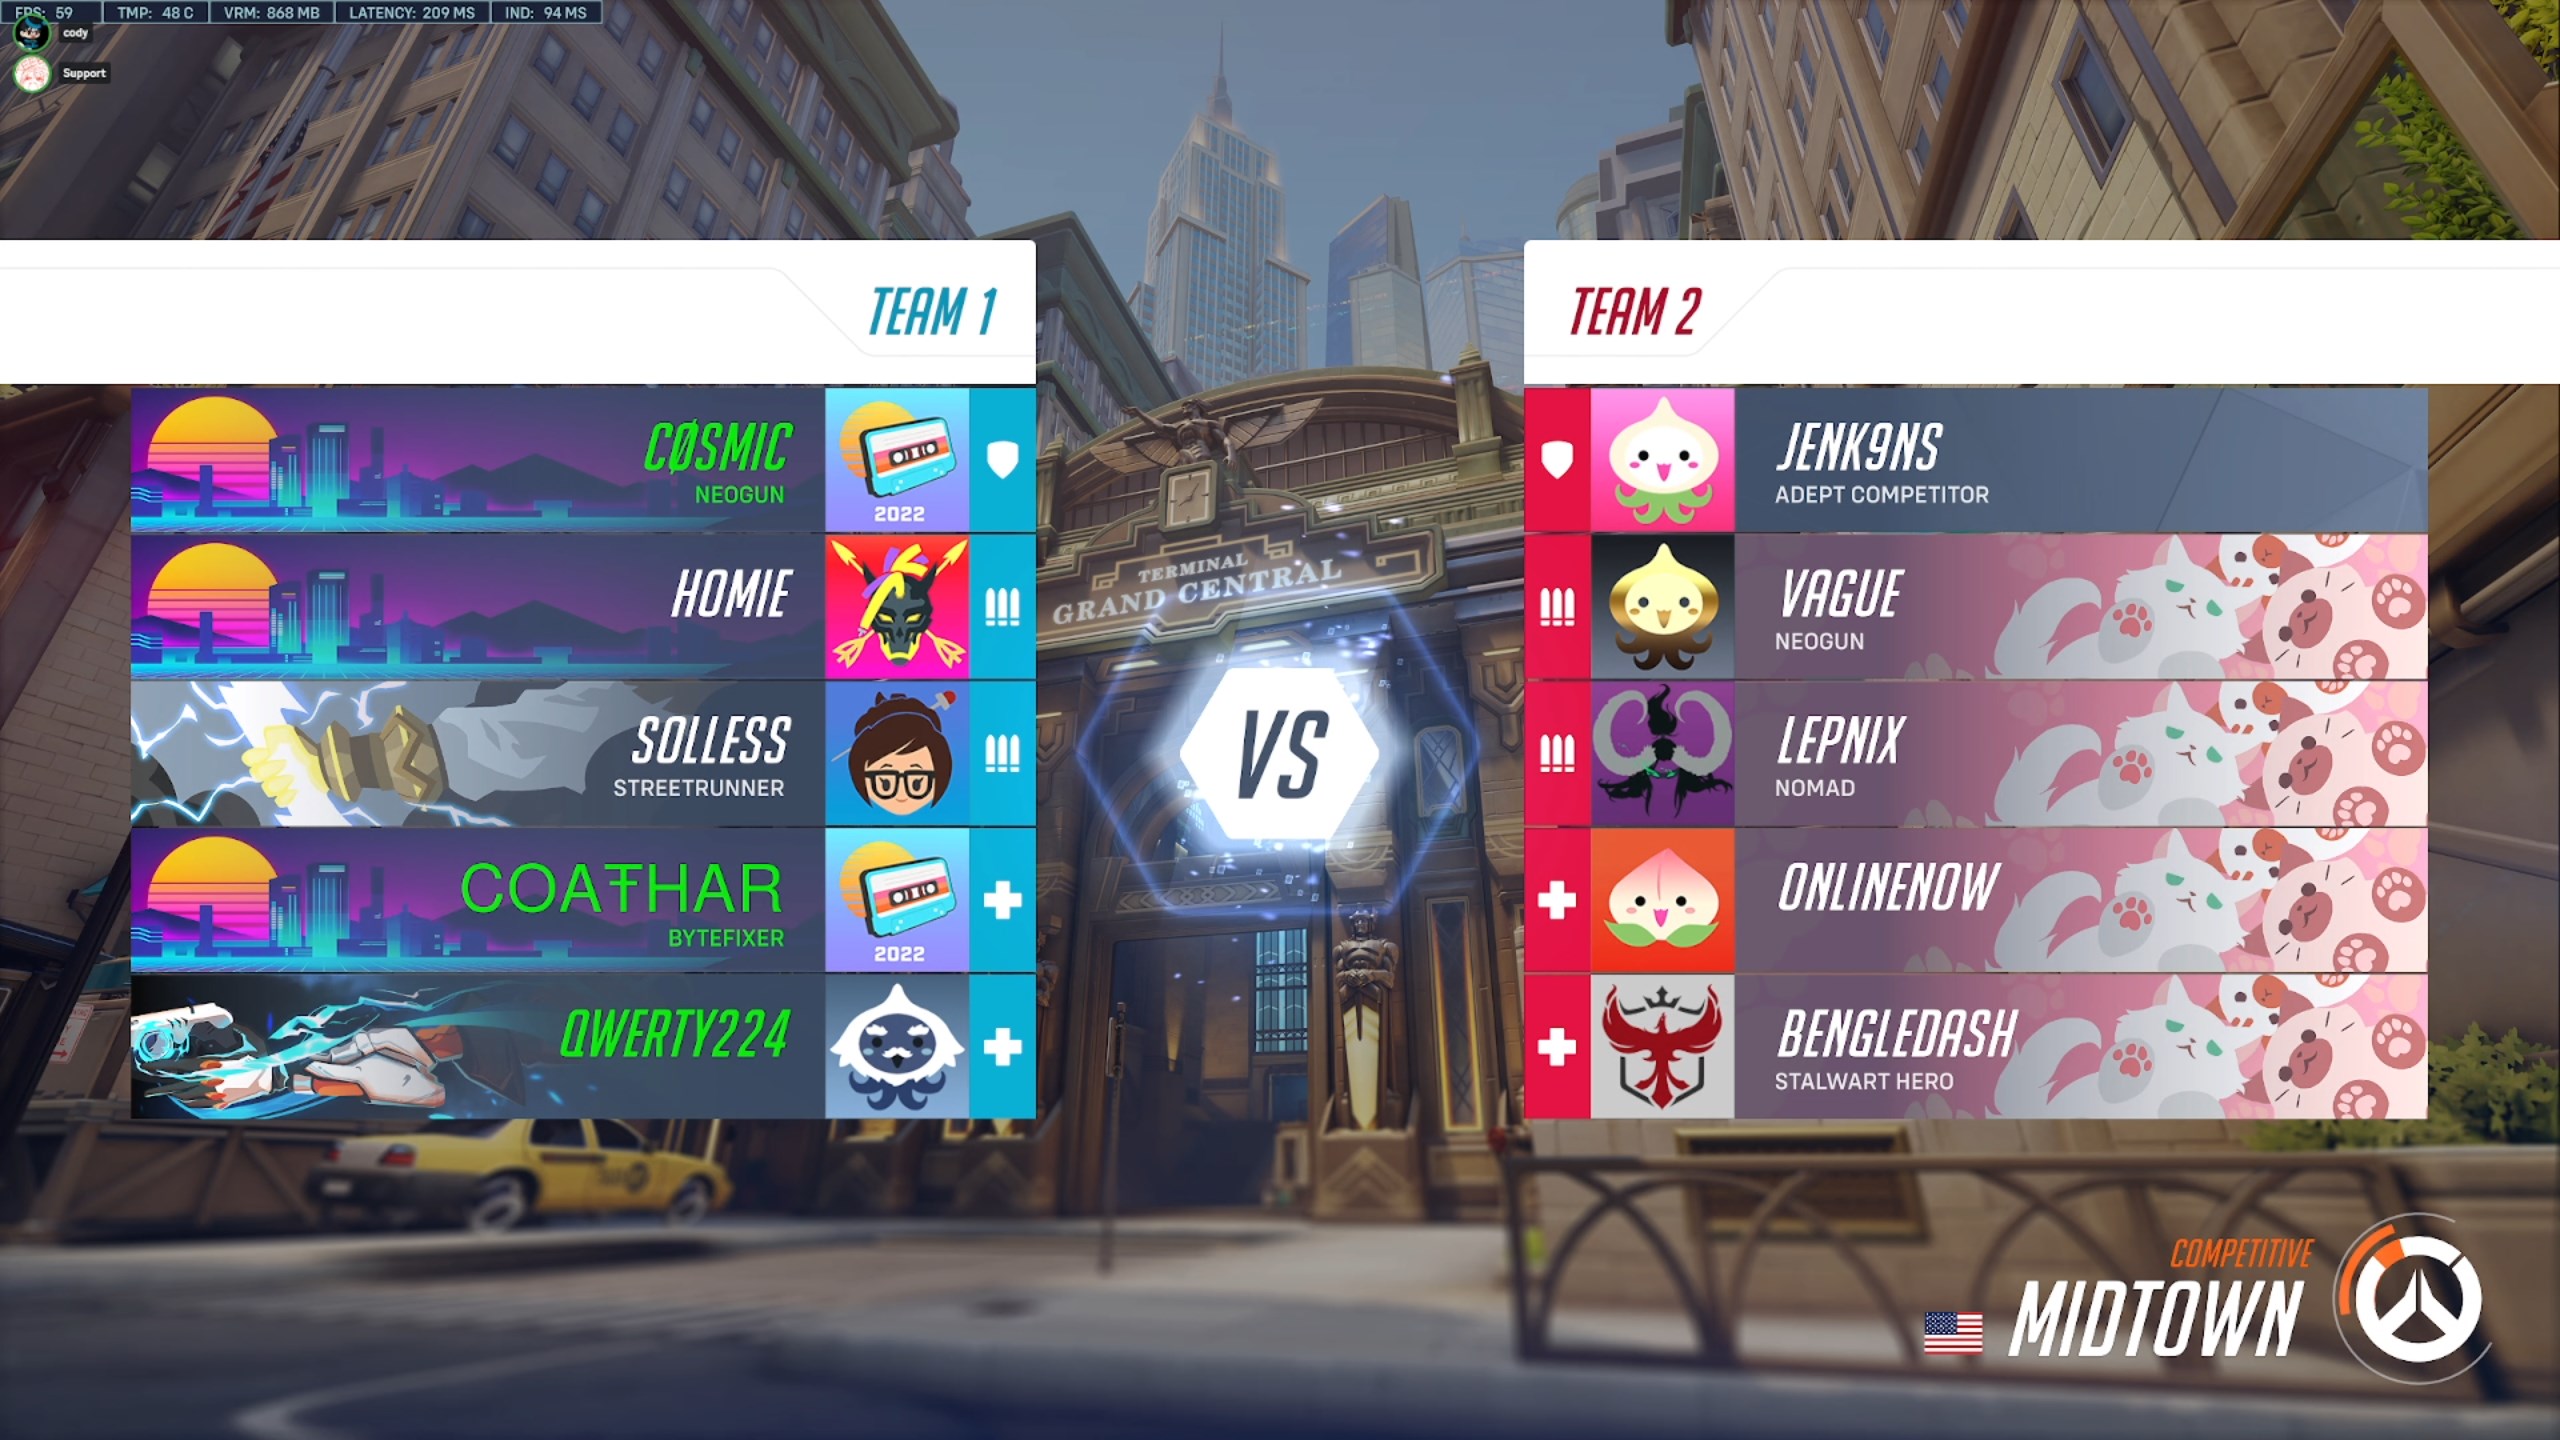 FPS: 59 TMP: 48 C VRM: 868 MB LATENCY: 209 MS IND: 94 MS
cody
Support
TEAM 1
CØSMIC
NEOGUN
2022
HOMIE
SOLLESS
STREETRUNNER
COAŦHAR
BYTEFIXER
2022
QWERTY224
TERMINAL
GRAND CENTRAL
VS
TEAM 2
JENK9NS
ADEPT COMPETITOR
VAGUE
NEOGUN
LEPNIX
NOMAD
ONLINENOW
BENGLEDASH
STALWART HERO
COMPETITIVE
MIDTOWN